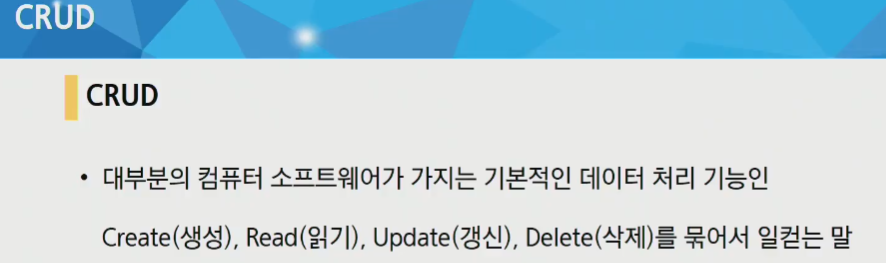 CRUD
CRUD
• 대부분의 컴퓨터 소프트웨어가 가지는 기본적인 데이터 처리 기능인
Create(생성), Read(읽기), Update(갱신), Delete(삭제)를 묶어서 일컫는 말